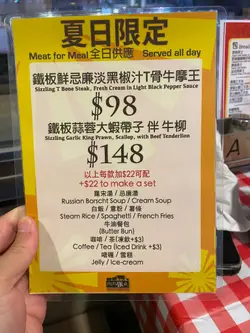 夏日限定
Meat for Meal 全日供應 Served all day
鐵板鮮忌廉淡黑椒汁T骨牛摩王
Sizzling T Bone Steak, Fresh Cream in Light Black Pepper Sauce
$98
鐵板蒜蓉大蝦帶子 伴 牛柳
Sizzling Garlic King Prawn, Scallop, with Beef Tenderlion
$148
以上每款加$22可配
+$22 to make a set
羅宋湯 / 忌廉湯
Russian Borscht Soup / Cream Soup
白飯 / 意粉 / 薯條
Steam Rice / Spaghetti / French Fries
牛油餐包
(Butter Bun)
咖啡 / 茶(凍飲+$3)
Coffee / Tea (Iced Drink +$3)
啫喱 / 雪糕
Jelly / Ice-cream
A